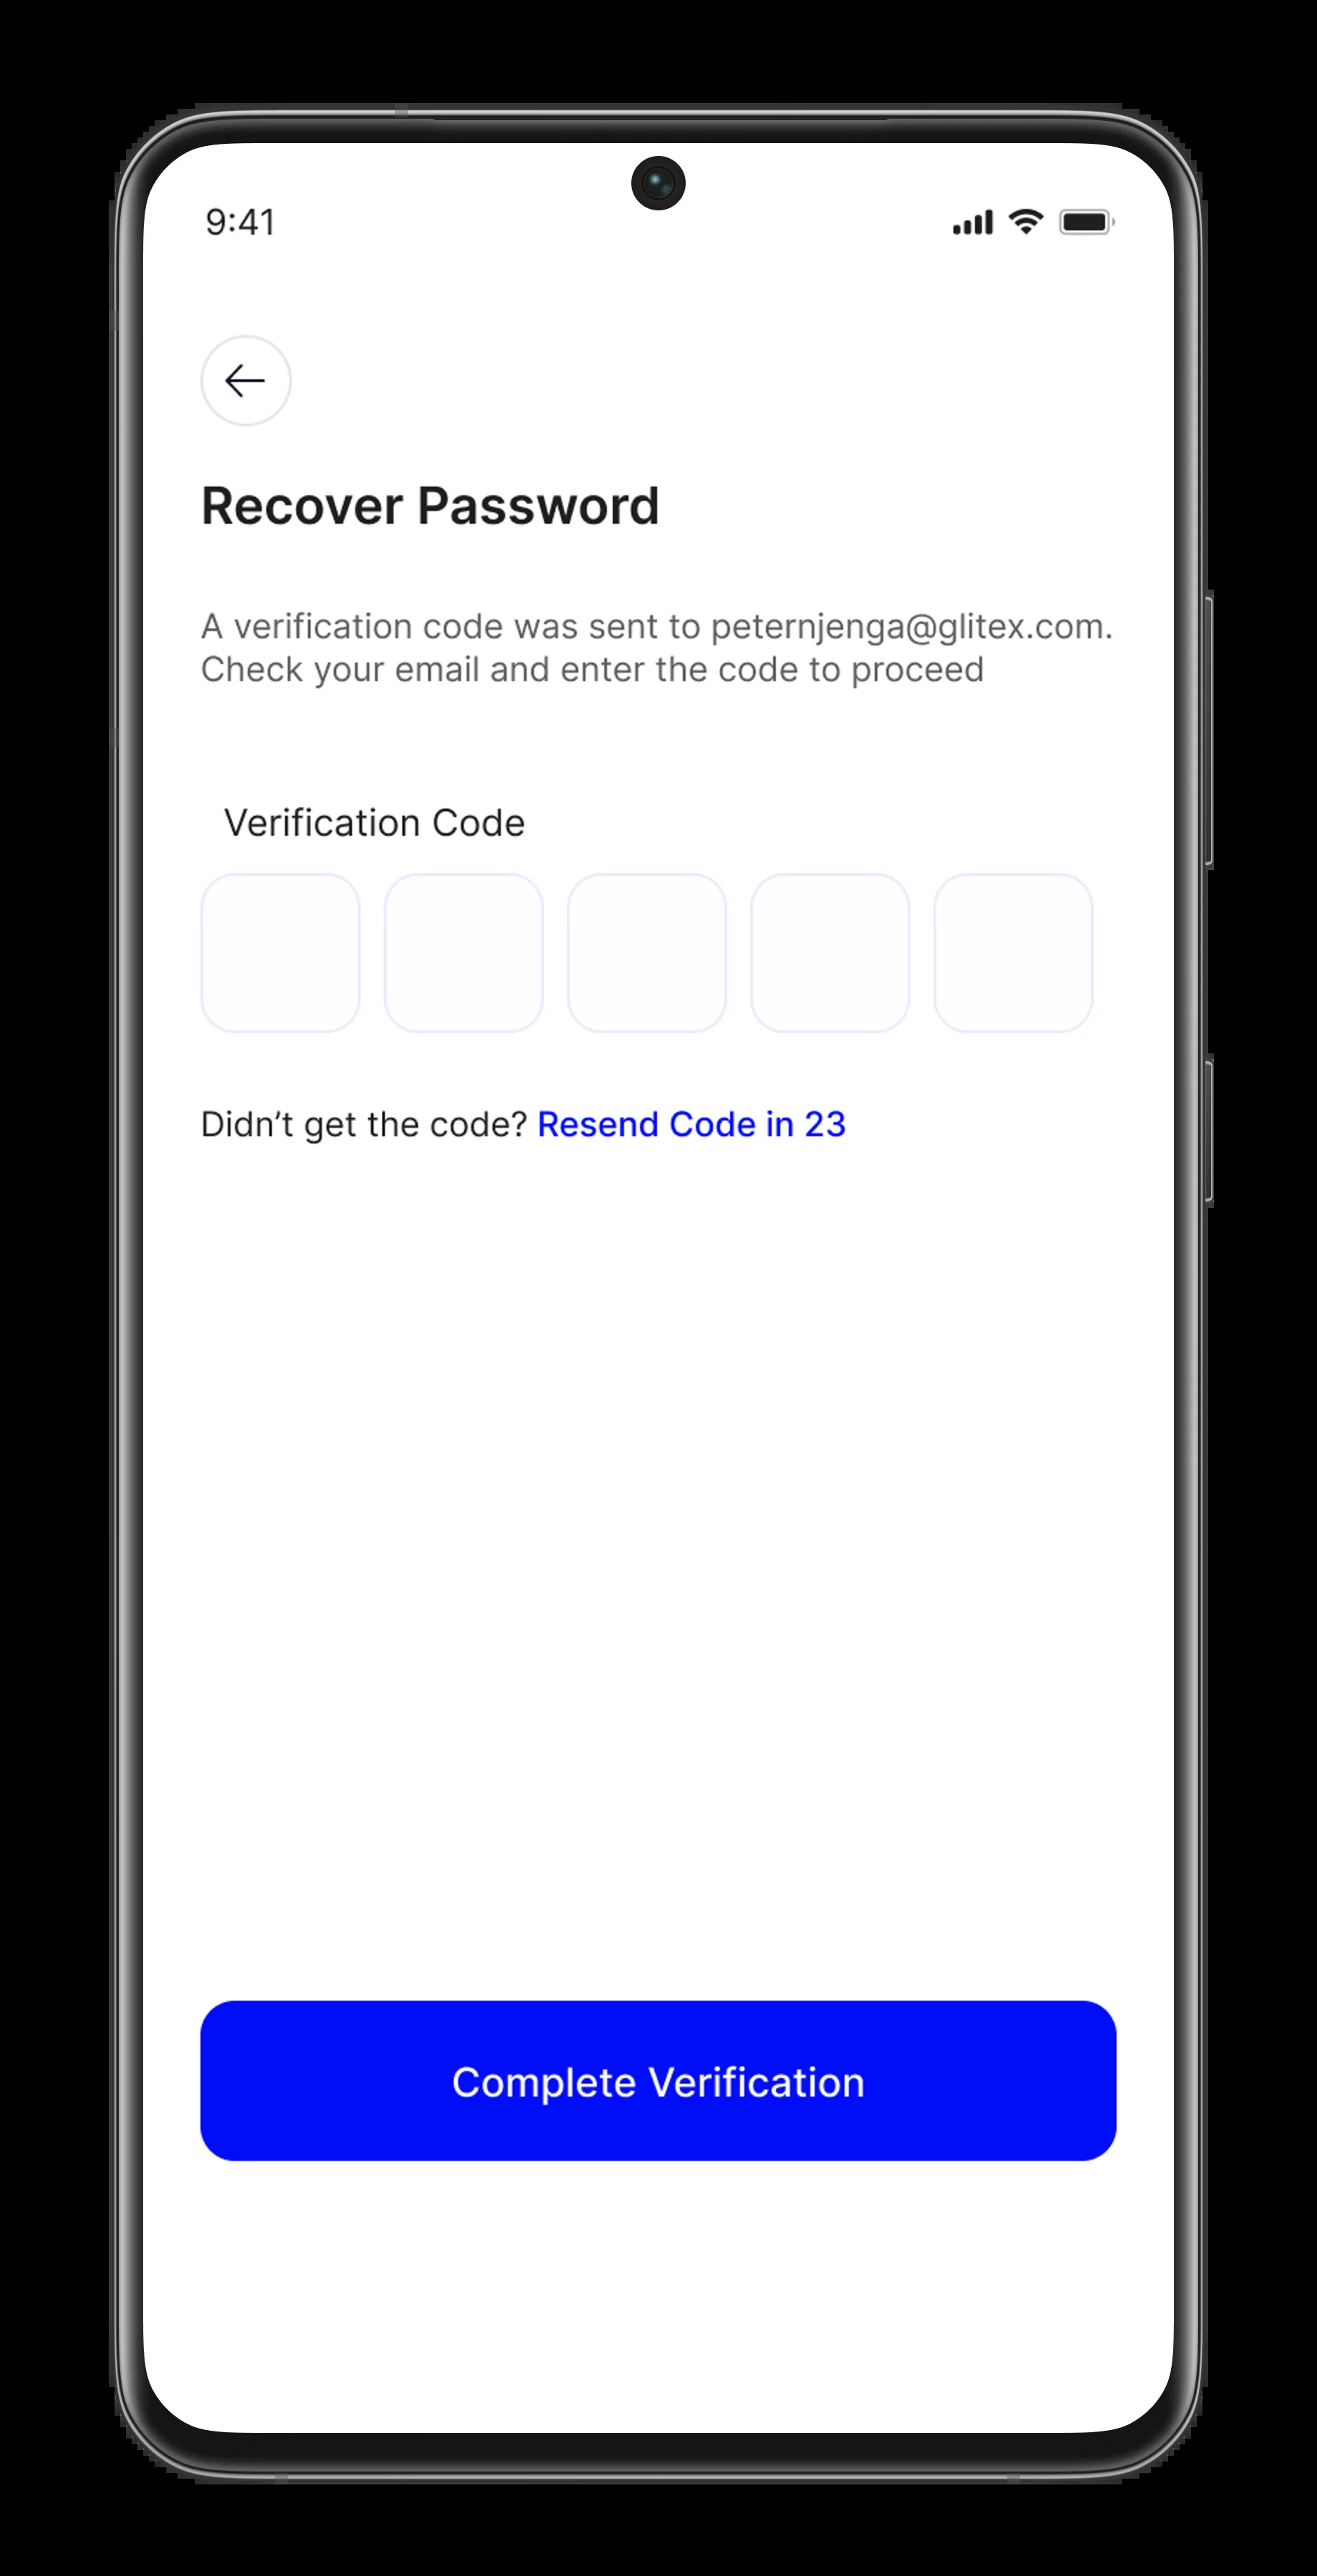 9:41
Recover Password
A verification code was sent to peternjenga@glitex.com.
Check your email and enter the code to proceed
Verification Code
Didn’t get the code? Resend Code in 23
Complete Verification